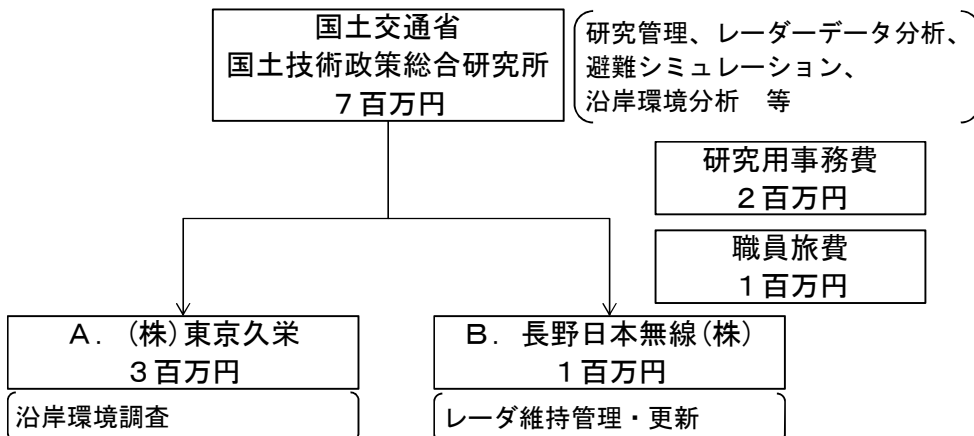 国土交通省
国土技術政策総合研究所
７百万円
研究管理、レーダーデータ分析、
避難シミュレーション、
沿岸環境分析　等
研究用事務費
２百万円
職員旅費
１百万円
Ａ．（株）東京久栄
３百万円
沿岸環境調査
Ｂ．長野日本無線（株）
１百万円
レーダ維持管理・更新